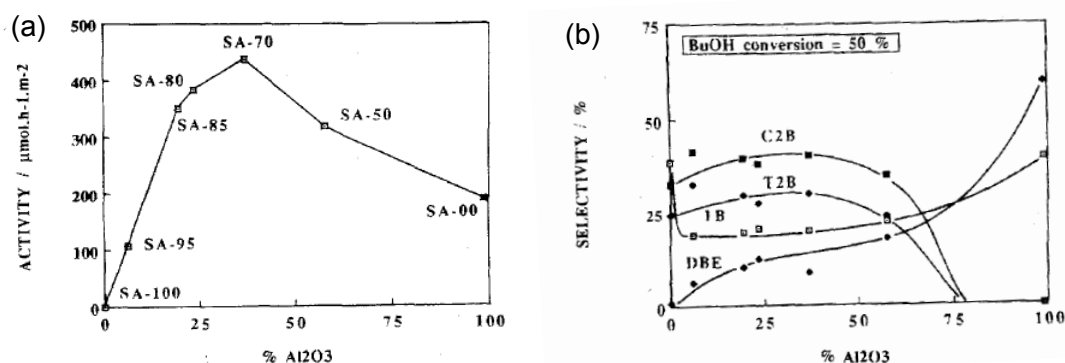 (a)
ACTIVITY / µmol.h-1.m-2
500
400
300
200
100
0
SA-70
SA-80
SA-85
SA-50
SA-00
SA-95
SA-100
0
25
50
75
100
% Al2O3
(b)
SELECTIVITY / %
75
50
25
0
BuOH conversion = 50 %
C2B
T2B
1B
DBE
0
25
50
75
100
% Al2O3